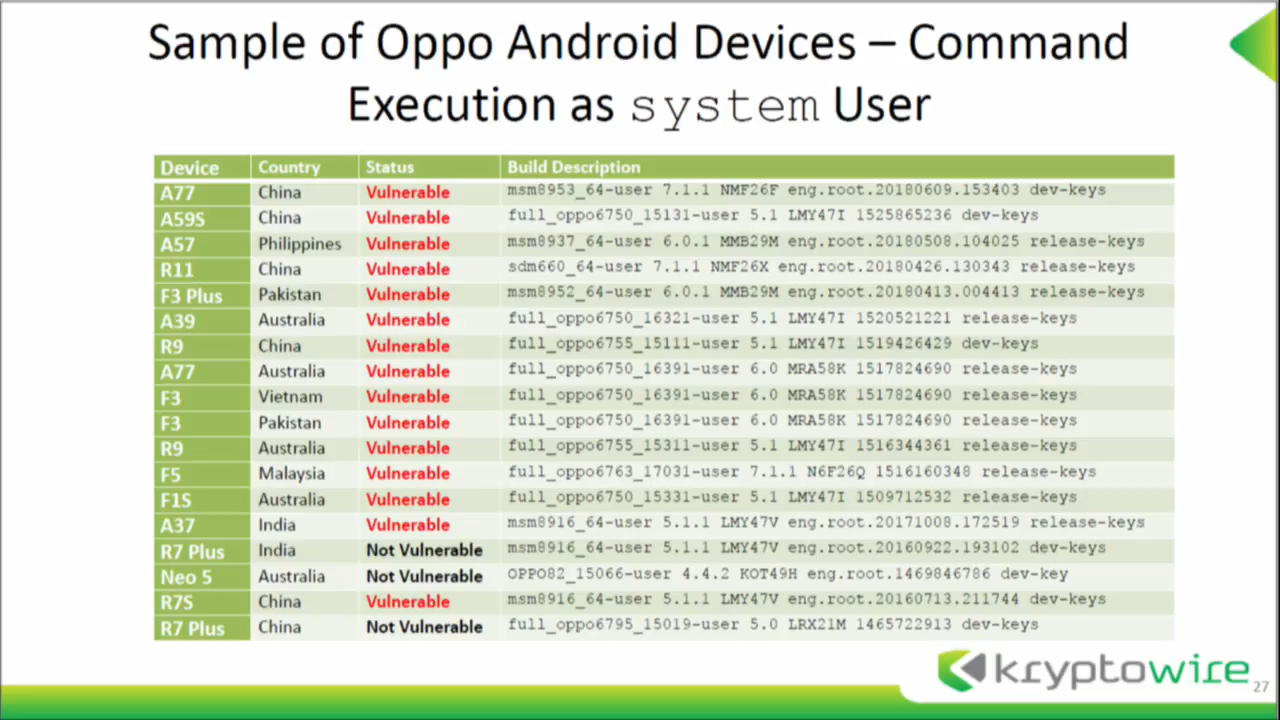 Sample of Oppo Android Devices – Command
Execution as system User
Device Country Status Build Description
A77 China Vulnerable msm8953_64-user 7.1.1 NMF26F eng.root.20180609.153403 dev-keys
A59S China Vulnerable full_oppo6750_15131-user 5.1 LMY47I 1525865236 dev-keys
A57 Philippines Vulnerable msm8937_64-user 6.0.1 MMB29M eng.root.20180508.104025 release-keys
R11 China Vulnerable sdm660_64-user 7.1.1 NMF26X eng.root.20180426.130343 release-keys
F3 Plus Pakistan Vulnerable msm8952_64-user 6.0.1 MMB29M eng.root.20180413.004413 release-keys
A39 Australia Vulnerable full_oppo6750_16321-user 5.1 LMY47I 1520521221 release-keys
R9 China Vulnerable full_oppo6755_15111-user 5.1 LMY47I 1519426429 dev-keys
A77 Australia Vulnerable full_oppo6750_16391-user 6.0 MRA58K 1517824690 release-keys
F3 Vietnam Vulnerable full_oppo6750_16391-user 6.0 MRA58K 1517824690 release-keys
F3 Pakistan Vulnerable full_oppo6750_16391-user 6.0 MRA58K 1517824690 release-keys
R9 Australia Vulnerable full_oppo6755_15311-user 5.1 LMY47I 1516344361 release-keys
F5 Malaysia Vulnerable full_oppo6763_17031-user 7.1.1 N6F26Q 1516160348 release-keys
F1S Australia Vulnerable full_oppo6750_15331-user 5.1 LMY47I 1509712532 release-keys
A37 India Vulnerable msm8916_64-user 5.1.1 LMY47V eng.root.20171008.172519 release-keys
R7 Plus India Not Vulnerable msm8916_64-user 5.1.1 LMY47V eng.root.20160922.193102 dev-keys
Neo 5 Australia Not Vulnerable OPPO82_15066-user 4.4.2 KOT49H eng.root.1469846786 dev-key
R7S China Vulnerable msm8916_64-user 5.1.1 LMY47V eng.root.20160713.211744 dev-keys
R7 Plus China Not Vulnerable full_oppo6795_15019-user 5.0 LRX21M 1465722913 dev-keys
kryptowire
27